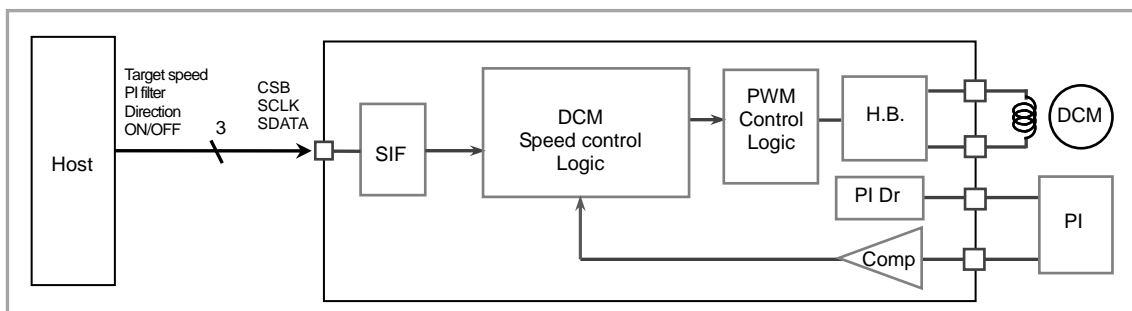 Host
Target speed
PI filter
Direction
ON/OFF
3
CSB
SCLK
SDATA
SIF
DCM
Speed control
Logic
PWM
Control
Logic
H.B.
DCM
PI Dr
PI
Comp